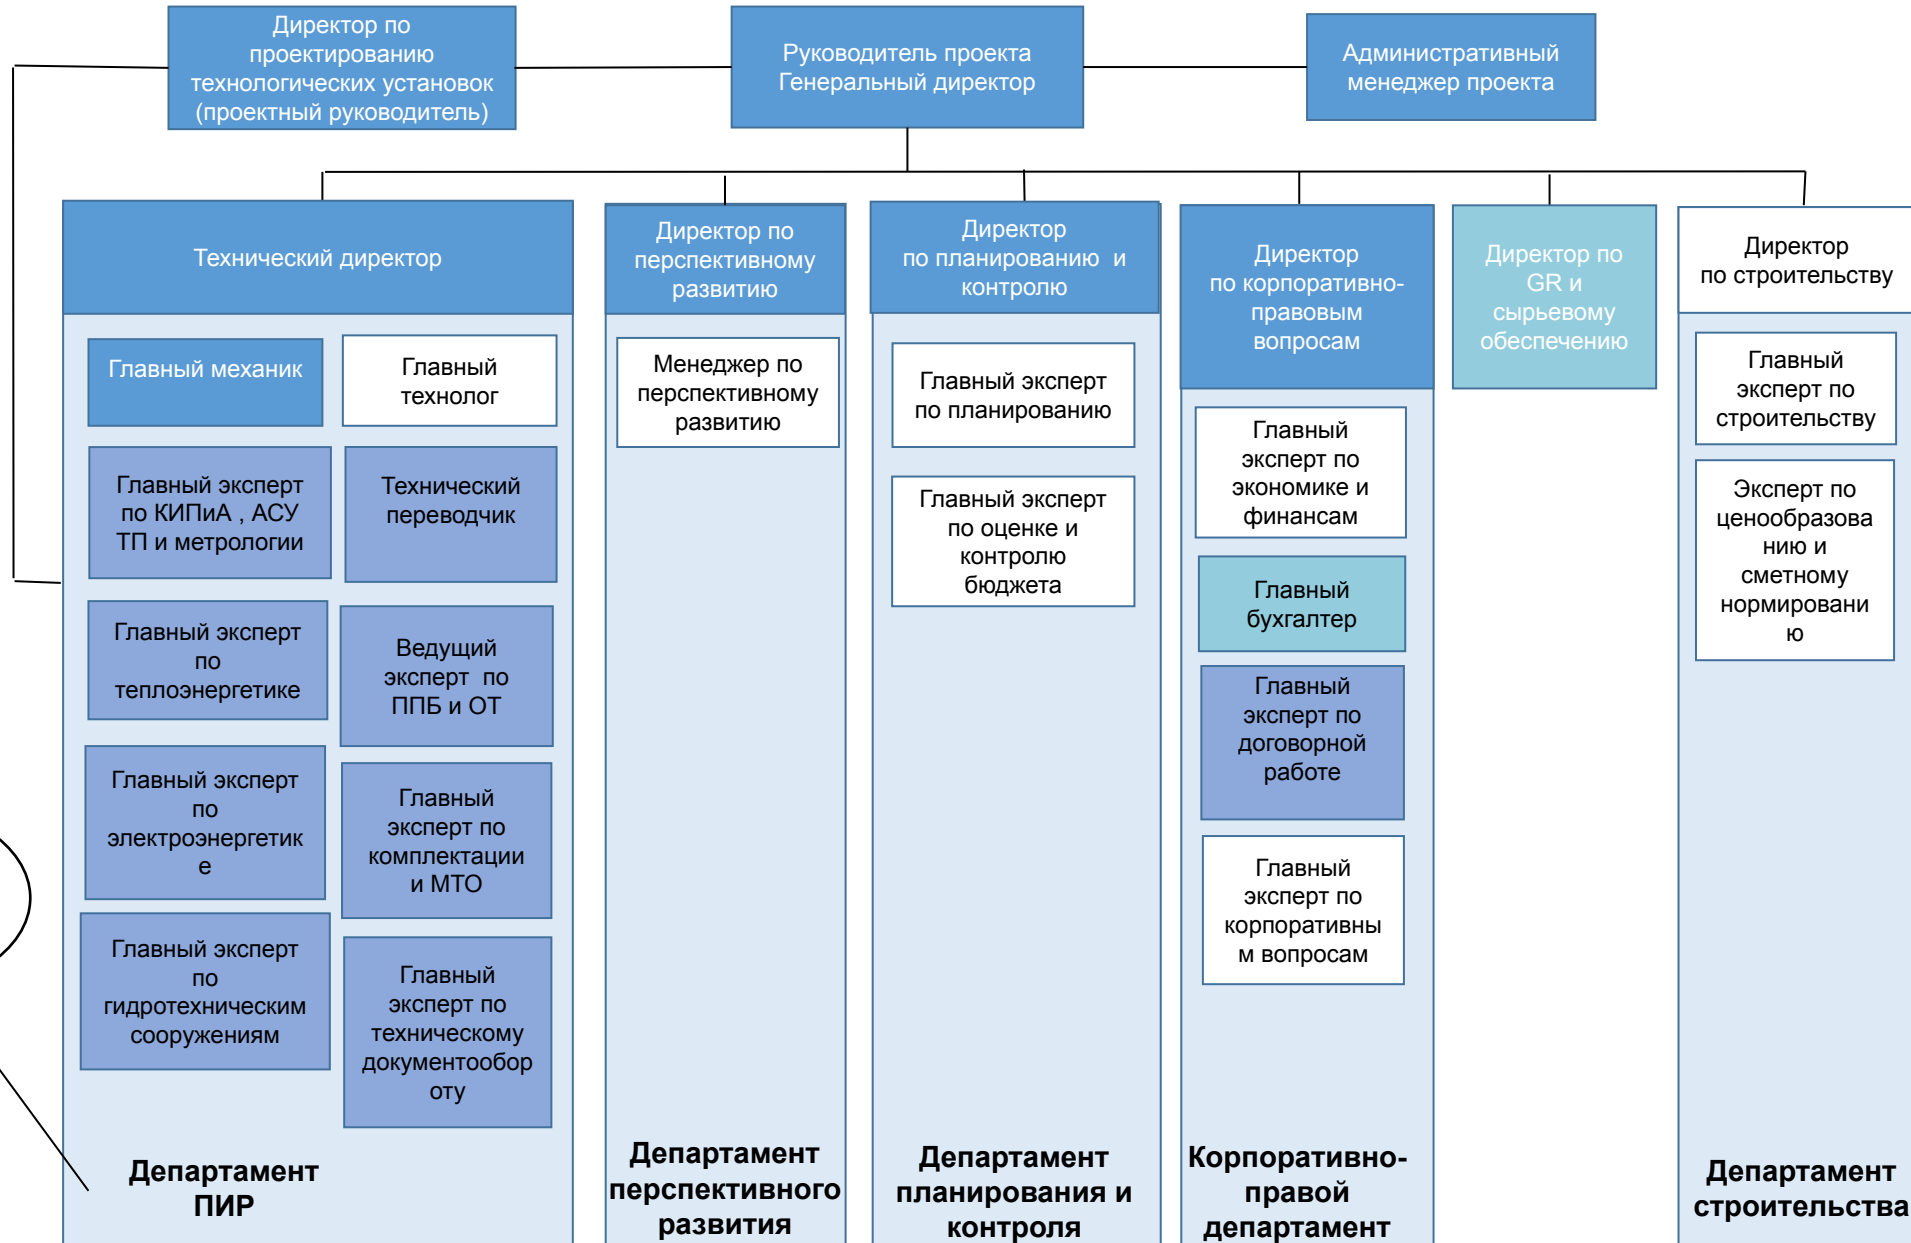 Директор по
проектированию
технологических установок
(проектный руководитель)
Руководитель проекта
Генеральный директор
Административный
менеджер проекта
Технический директор
Главный механик
Главный
технолог
Главный эксперт
по КИПиА , АСУ
ТП и метрологии
Технический
переводчик
Главный эксперт
по
теплоэнергетике
Ведущий
эксперт по
ППБ и ОТ
Главный эксперт
по
электроэнергетик
е
Главный
эксперт по
комплектации
и МТО
Главный эксперт
по
гидротехническим
сооружениям
Главный
эксперт по
техническому
документообор
оту
Департамент
ПИР
Директор по
перспективному
развитию
Менеджер по
перспективному
развитию
Департамент
перспективного
развития
Директор
по планированию и
контролю
Главный эксперт
по планированию
Главный эксперт
по оценке и
контролю
бюджета
Департамент
планирования и
контроля
Директор
по корпоративно-
правовым
вопросам
Главный
эксперт по
экономике и
финансам
Главный
бухгалтер
Главный
эксперт по
договорной
работе
Главный
эксперт по
корпоративны
м вопросам
Корпоративно-
правой
департамент
Директор по
GR и
сырьевому
обеспечению
Директор
по строительству
Главный
эксперт по
строительству
Эксперт по
ценообразова
нию и
сметному
нормировани
ю
Департамент
строительства